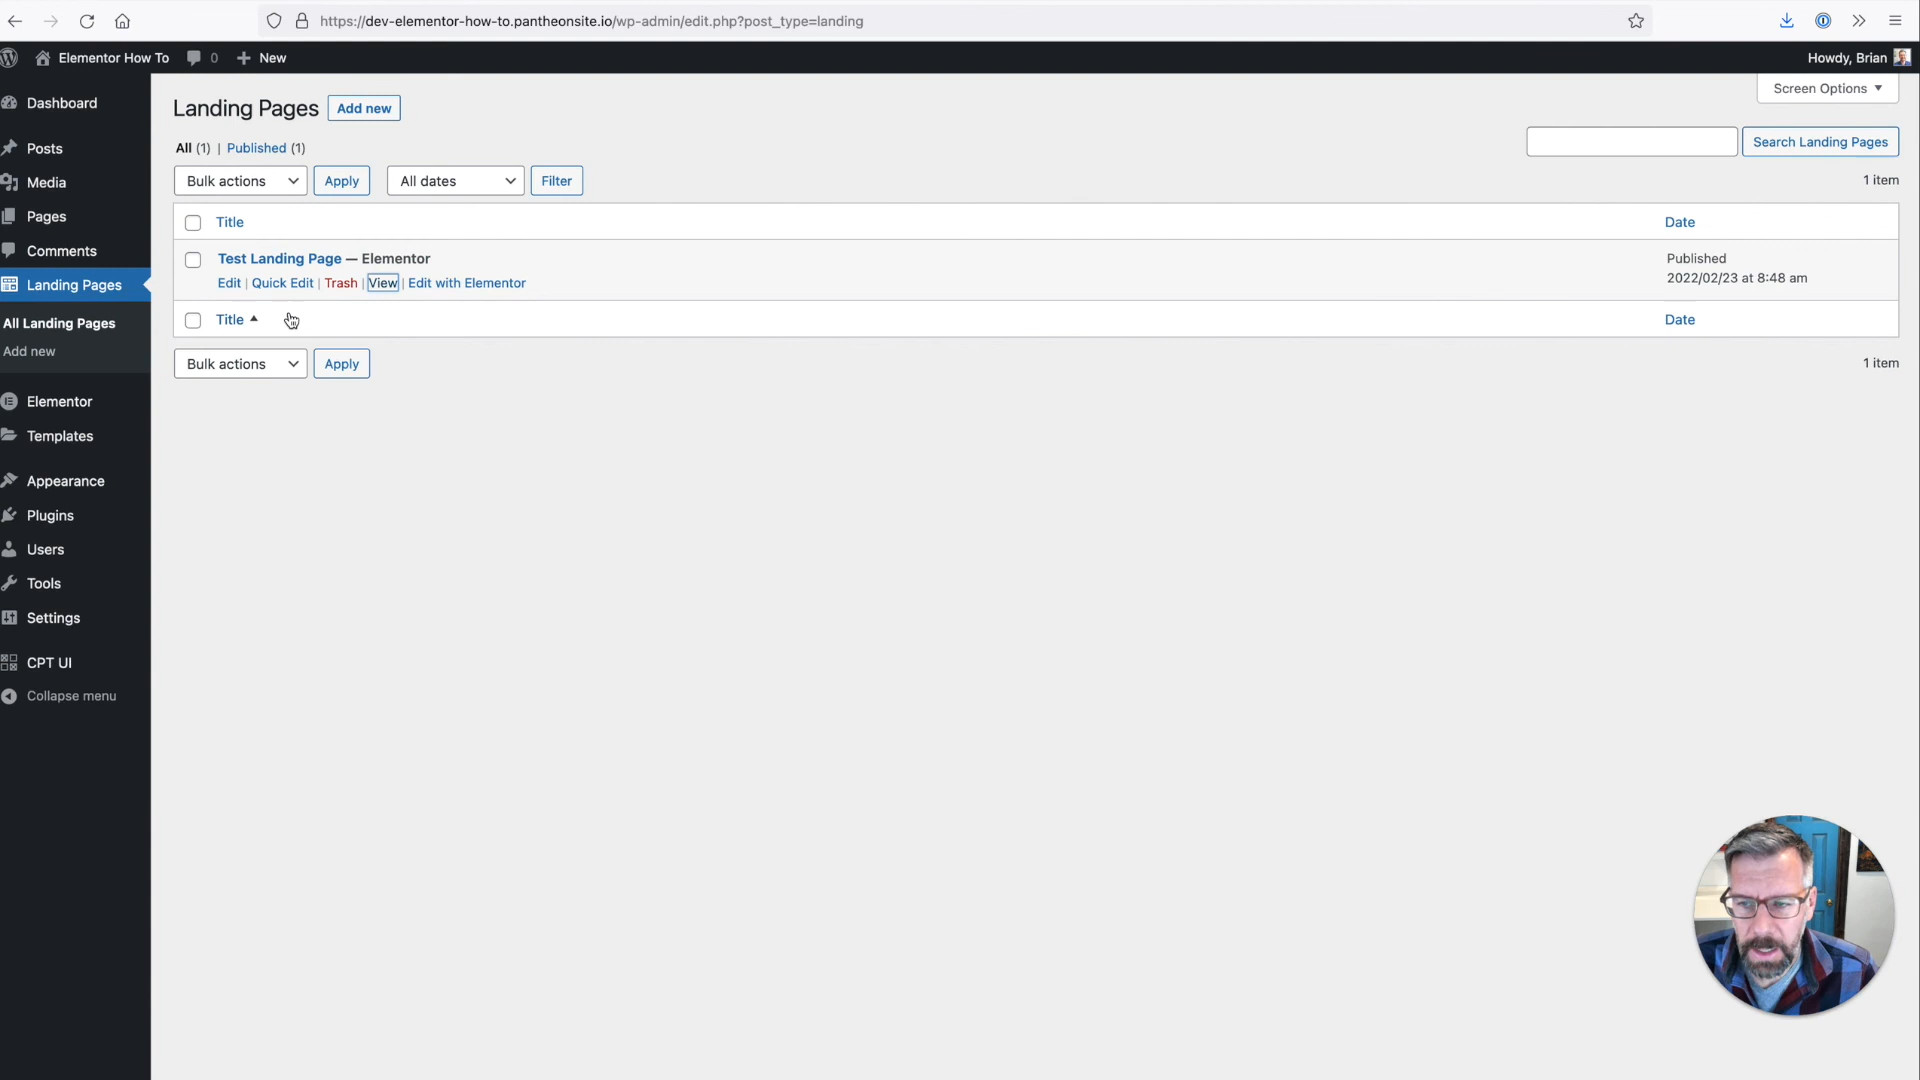 https://dev-elementor-how-to.pantheonsite.io/wp-admin/edit.php?post_type=landing
Elementor How To 0 New Howdy, Brian
Screen Options
Dashboard
Posts
Media
Pages
Comments
Landing Pages
All Landing Pages
Add new
Elementor
Templates
Appearance
Plugins
Users
Tools
Settings
CPT UI
Collapse menu
Landing Pages Add new
All (1) | Published (1)
Search Landing Pages
Bulk actions Apply All dates Filter 1 item
Title Date
Test Landing Page — Elementor Published
Edit | Quick Edit | Trash | View | Edit with Elementor 2022/02/23 at 8:48 am
Title Date
Bulk actions Apply 1 item